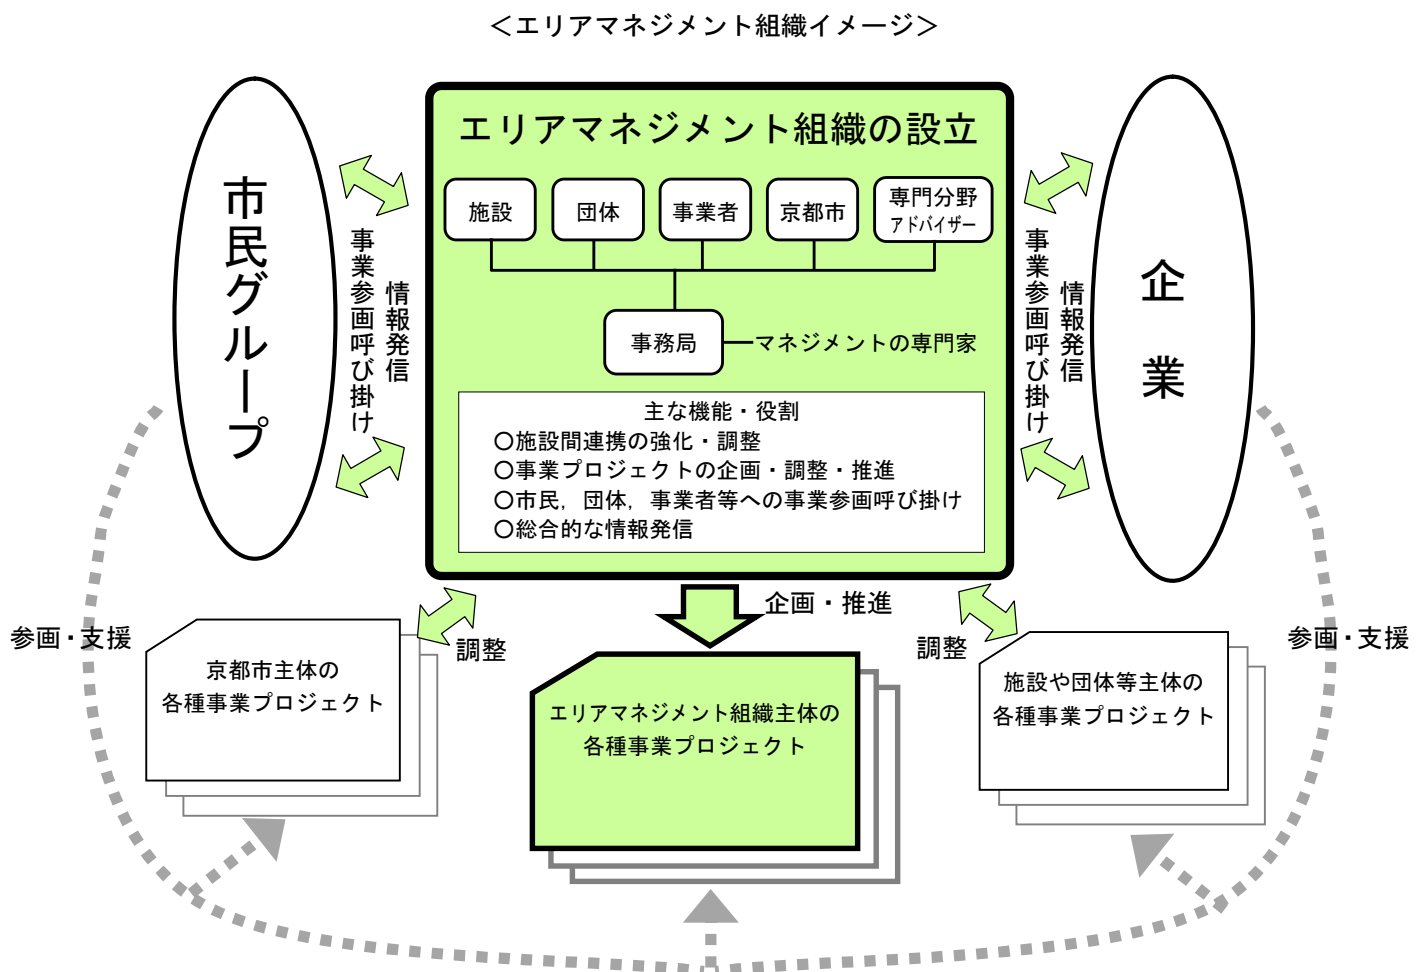 ＜エリアマネジメント組織イメージ＞
エリアマネジメント組織の設立
施設
団体
事業者
京都市
専門分野
アドバイザー
事務局
マネジメントの専門家
主な機能・役割
○施設間連携の強化・調整
○事業プロジェクトの企画・調整・推進
○市民，団体，事業者等への事業参画呼び掛け
○総合的な情報発信
市民グループ
情報発信
事業参画呼び掛け
企業
情報発信
事業参画呼び掛け
企画・推進
調整
調整
参画・支援
参画・支援
京都市主体の
各種事業プロジェクト
エリアマネジメント組織主体の
各種事業プロジェクト
施設や団体等主体の
各種事業プロジェクト